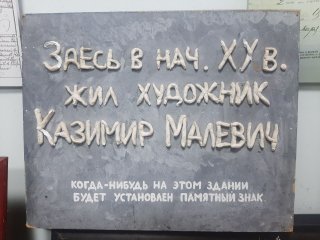 Здесь в нач. XX в.
жил художник
Казимир Малевич
когда-нибудь на этом здании
будет установлен памятный знак.